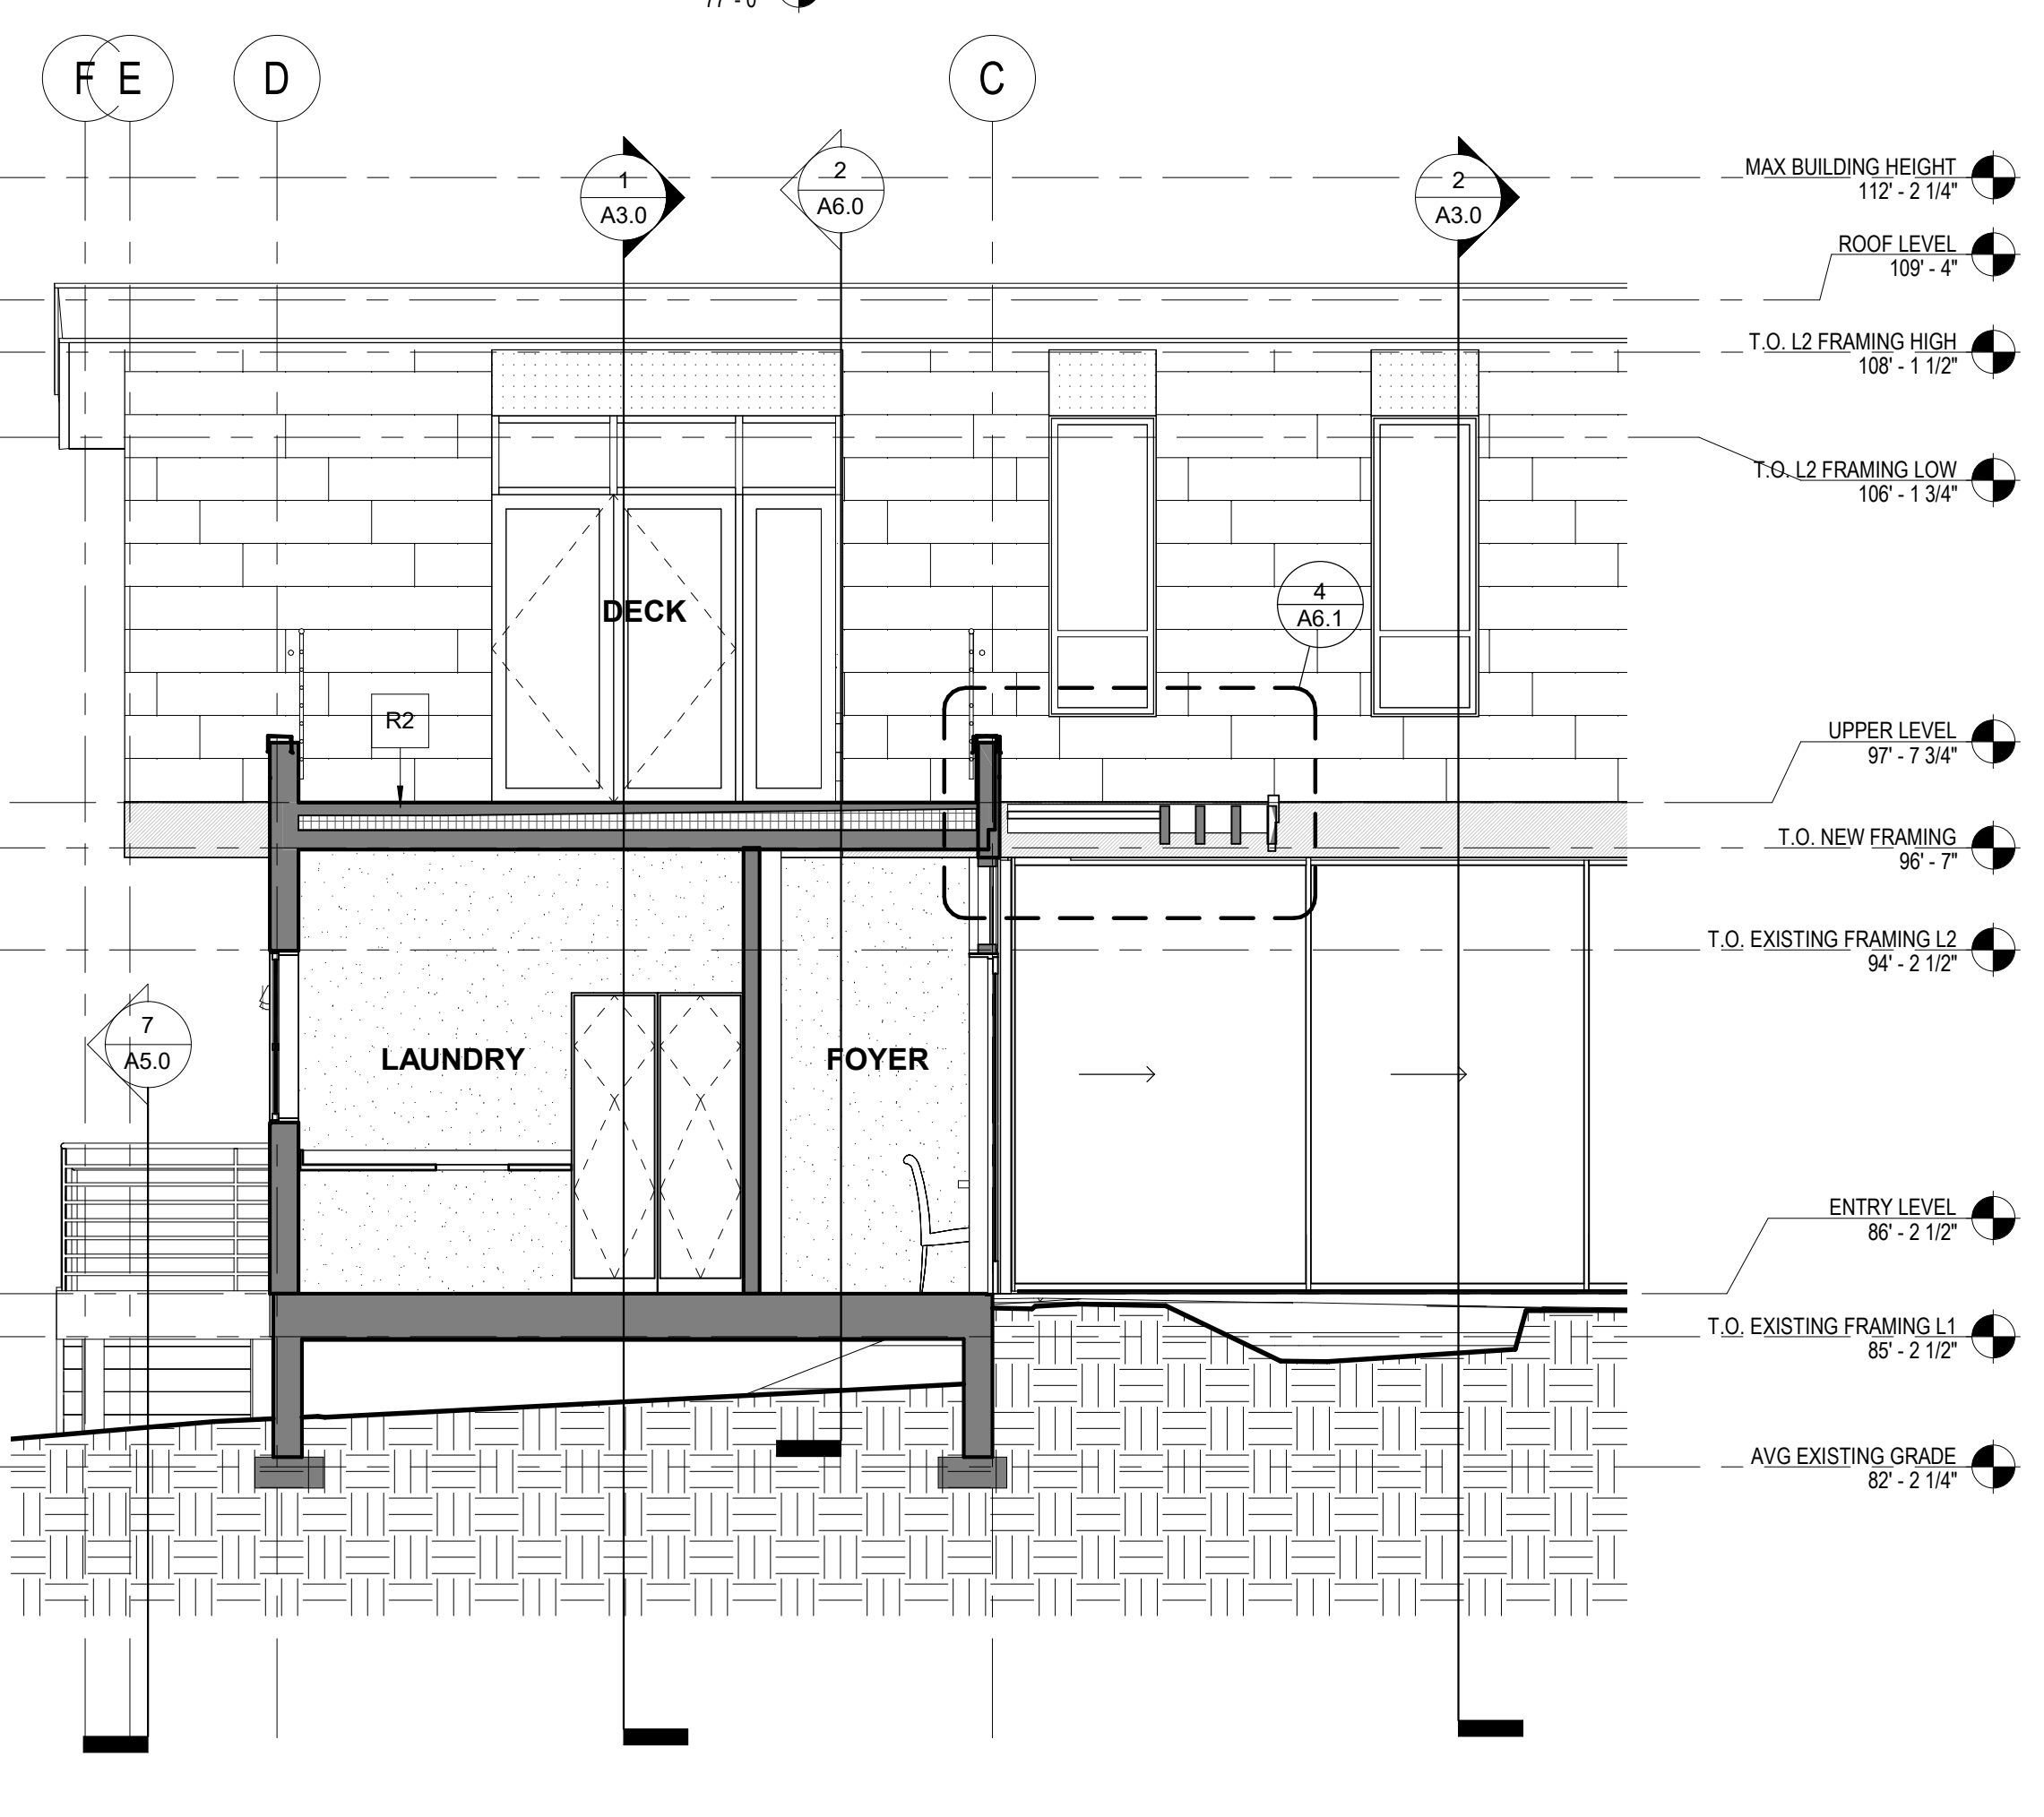 77' - 0"
F E D C
1
A3.0
2
A6.0
2
A3.0
MAX BUILDING HEIGHT
112' - 2 1/4"
ROOF LEVEL
109' - 4"
T.O. L2 FRAMING HIGH
108' - 1 1/2"
T.O. L2 FRAMING LOW
106' - 1 3/4"
DECK
4
A6.1
R2
UPPER LEVEL
97' - 7 3/4"
T.O. NEW FRAMING
96' - 7"
T.O. EXISTING FRAMING L2
94' - 2 1/2"
7
A5.0
LAUNDRY
FOYER
ENTRY LEVEL
86' - 2 1/2"
T.O. EXISTING FRAMING L1
85' - 2 1/2"
AVG EXISTING GRADE
82' - 2 1/4"